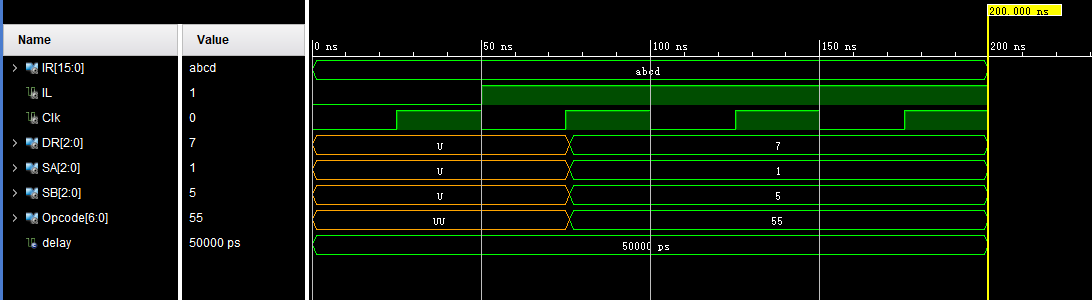 200.000 ns
Name Value 0 ns 50 ns 100 ns 150 ns 200 ns
IR[15:0] abcd abcd
IL 1
Clk 0
DR[2:0] 7 U 7
SA[2:0] 1 U 1
SB[2:0] 5 U 5
Opcode[6:0] 55 UU 55
delay 50000 ps 50000 ps